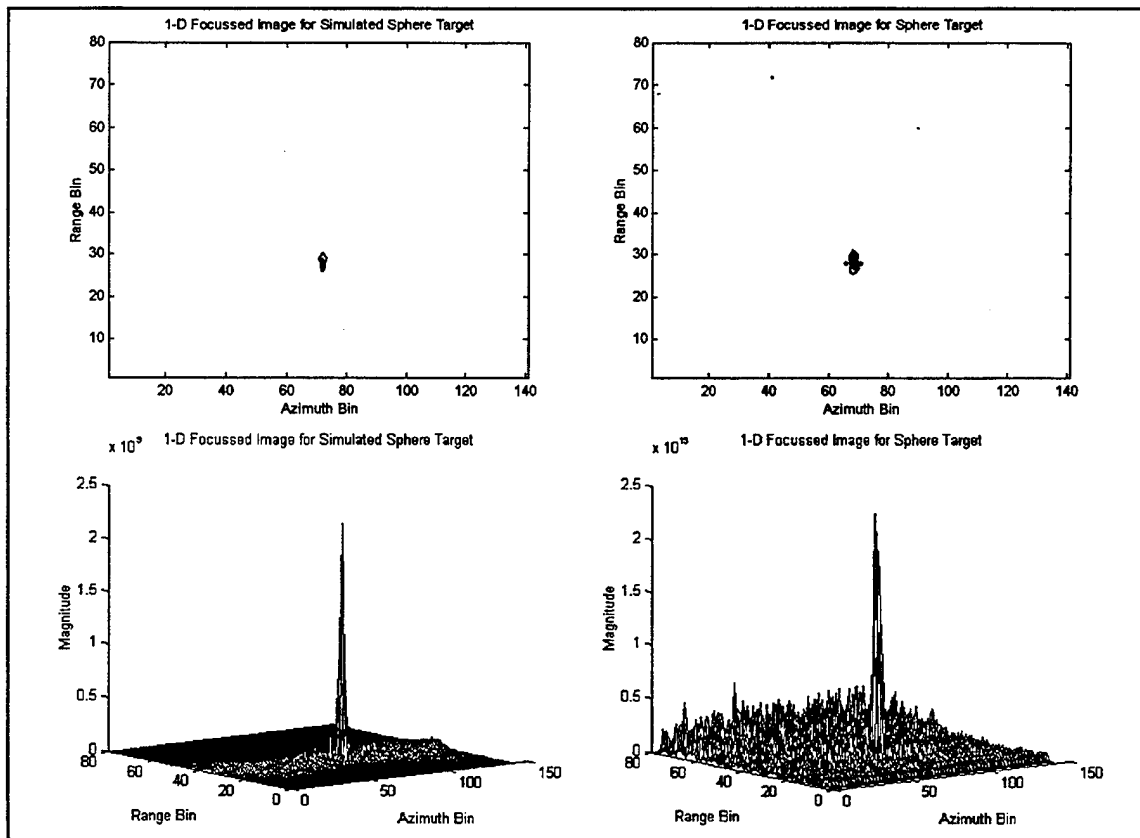 1-D Focussed Image for Simulated Sphere Target
80
70
60
50
40
30
20
10
Range Bin
20 40 60 80 100 120 140
Azimuth Bin
1-D Focussed Image for Sphere Target
80
70
60
50
40
30
20
10
Range Bin
20 40 60 80 100 120 140
Azimuth Bin
x 10⁹
1-D Focussed Image for Simulated Sphere Target
2.5
2
1.5
1
0.5
0
Magnitude
80 60 40 20 0
Range Bin
0 50 100 150
Azimuth Bin
x 10¹³
1-D Focussed Image for Sphere Target
2.5
2
1.5
1
0.5
0
Magnitude
80 60 40 20 0
Range Bin
0 50 100 150
Azimuth Bin